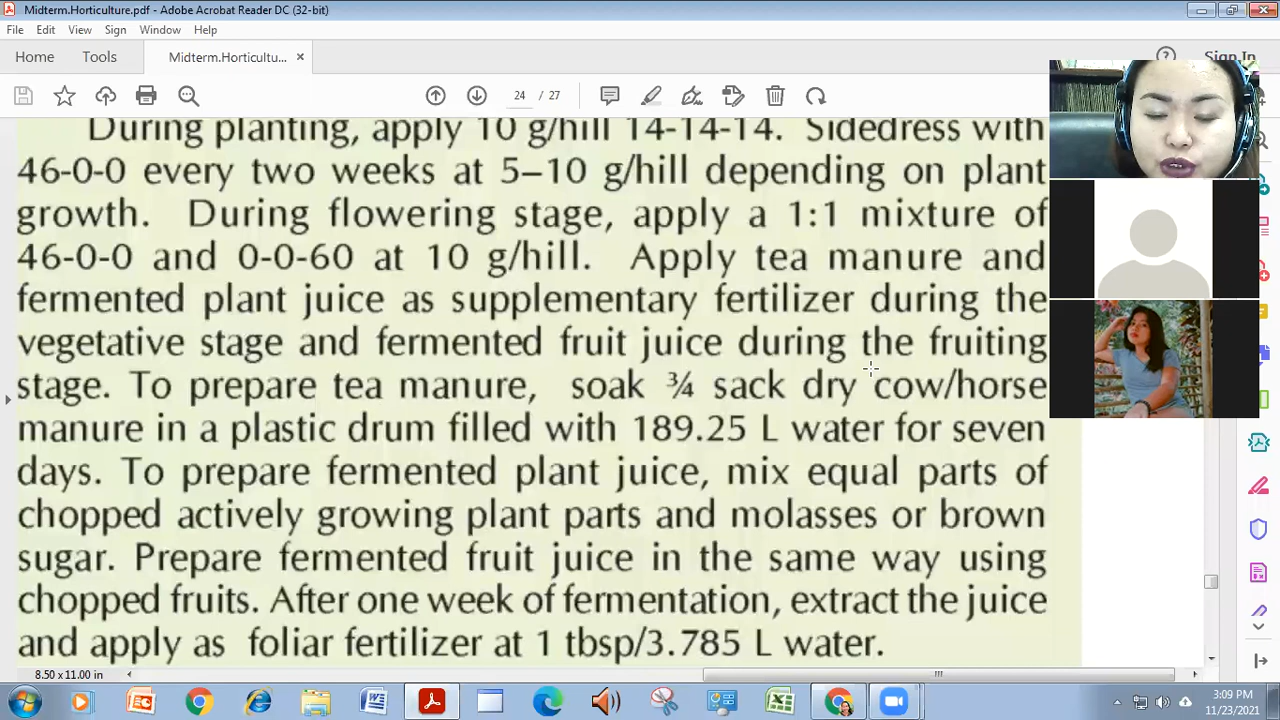 Midterm.Horticulture.pdf - Adobe Acrobat Reader DC (32-bit)
File Edit View Sign Window Help
Home Tools Midterm.Horticultu... × Sign In
24 / 27
During planting, apply 10 g/hill 14-14-14. Sidedress with
46-0-0 every two weeks at 5–10 g/hill depending on plant
growth. During flowering stage, apply a 1:1 mixture of
46-0-0 and 0-0-60 at 10 g/hill. Apply tea manure and
fermented plant juice as supplementary fertilizer during the
vegetative stage and fermented fruit juice during the fruiting
stage. To prepare tea manure, soak ¾ sack dry cow/horse
manure in a plastic drum filled with 189.25 L water for seven
days. To prepare fermented plant juice, mix equal parts of
chopped actively growing plant parts and molasses or brown
sugar. Prepare fermented fruit juice in the same way using
chopped fruits. After one week of fermentation, extract the juice
and apply as foliar fertilizer at 1 tbsp/3.785 L water.
8.50 x 11.00 in
3:09 PM
11/23/2021